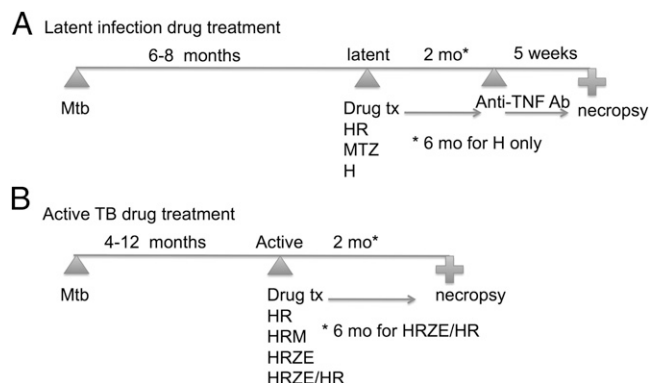 A Latent infection drug treatment
6-8 months latent 2 mo* 5 weeks
Mtb Drug tx Anti-TNF Ab necropsy
HR
MTZ * 6 mo for H only
H
B Active TB drug treatment
4-12 months Active 2 mo*
Mtb Drug tx necropsy
HR
HRM * 6 mo for HRZE/HR
HRZE
HRZE/HR